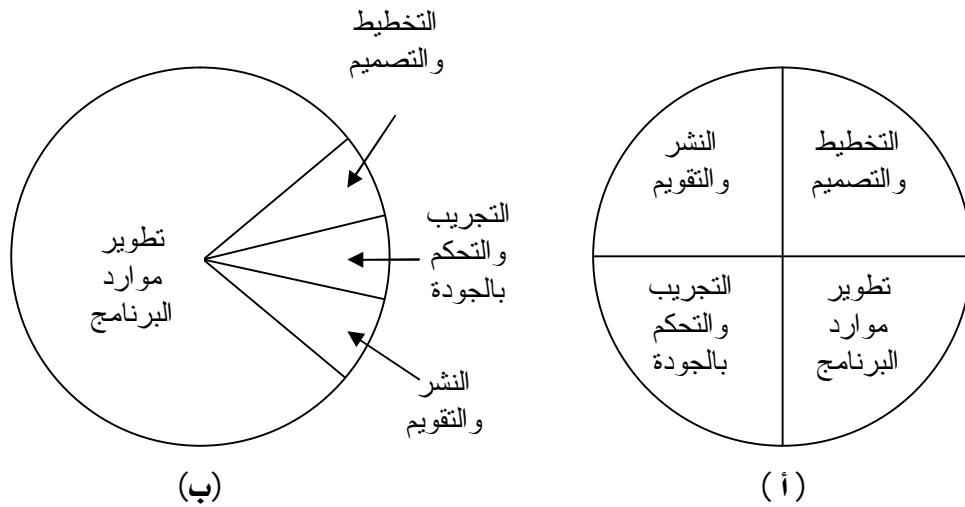 التخطيط
والتصميم
تطوير
موارد
البرنامج
التجريب
والتحكم
بالجودة
النشر
والتقويم
(أ)
التخطيط
والتصميم
التجريب
والتحكم
بالجودة
النشر
والتقويم
تطوير
موارد
البرنامج
(ب)